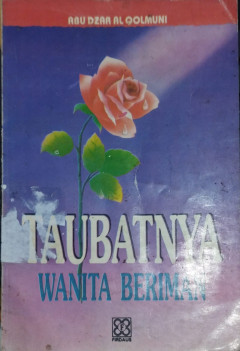 ABU DZAR AL QOLMUNI
TAUBATNYA
WANITA BERIMAN
FIRDAUS